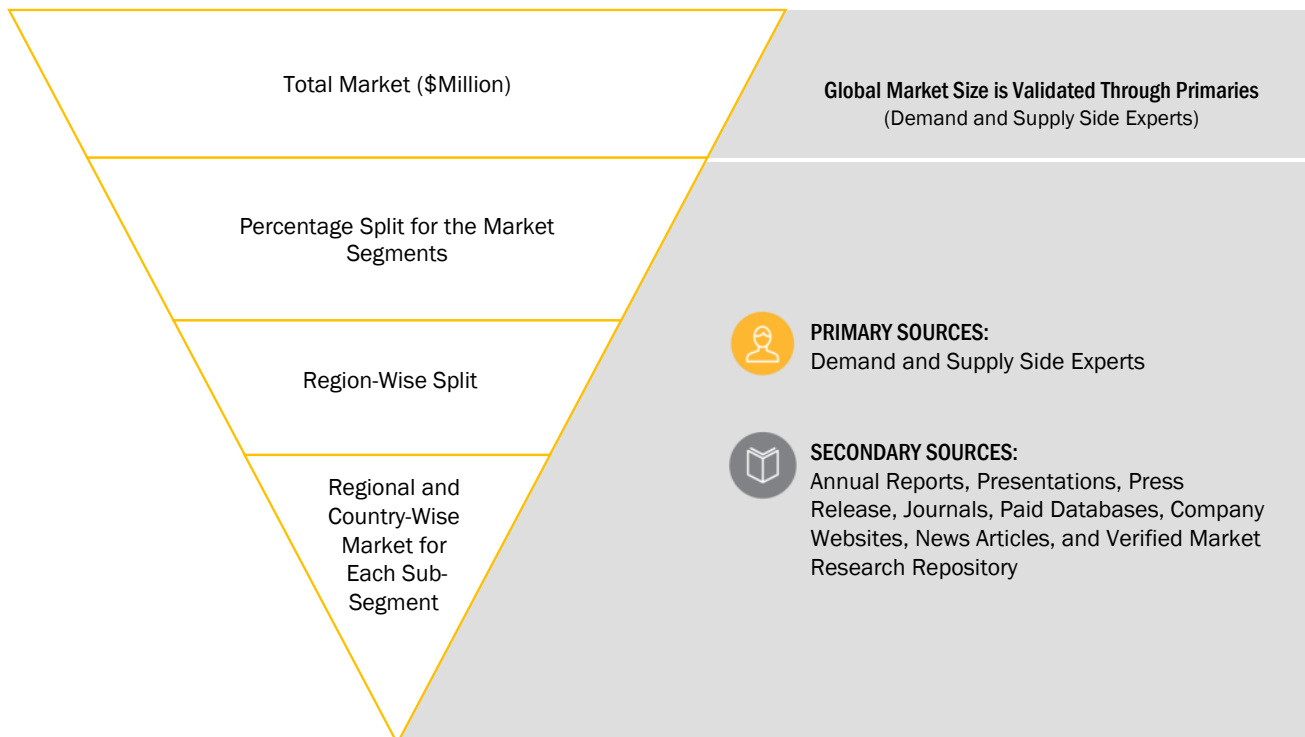 Total Market ($Million)
Global Market Size is Validated Through Primaries
(Demand and Supply Side Experts)
Percentage Split for the Market
Segments
Region-Wise Split
Regional and
Country-Wise
Market for
Each Sub-
Segment
PRIMARY SOURCES:
Demand and Supply Side Experts
SECONDARY SOURCES:
Annual Reports, Presentations, Press
Release, Journals, Paid Databases, Company
Websites, News Articles, and Verified Market
Research Repository